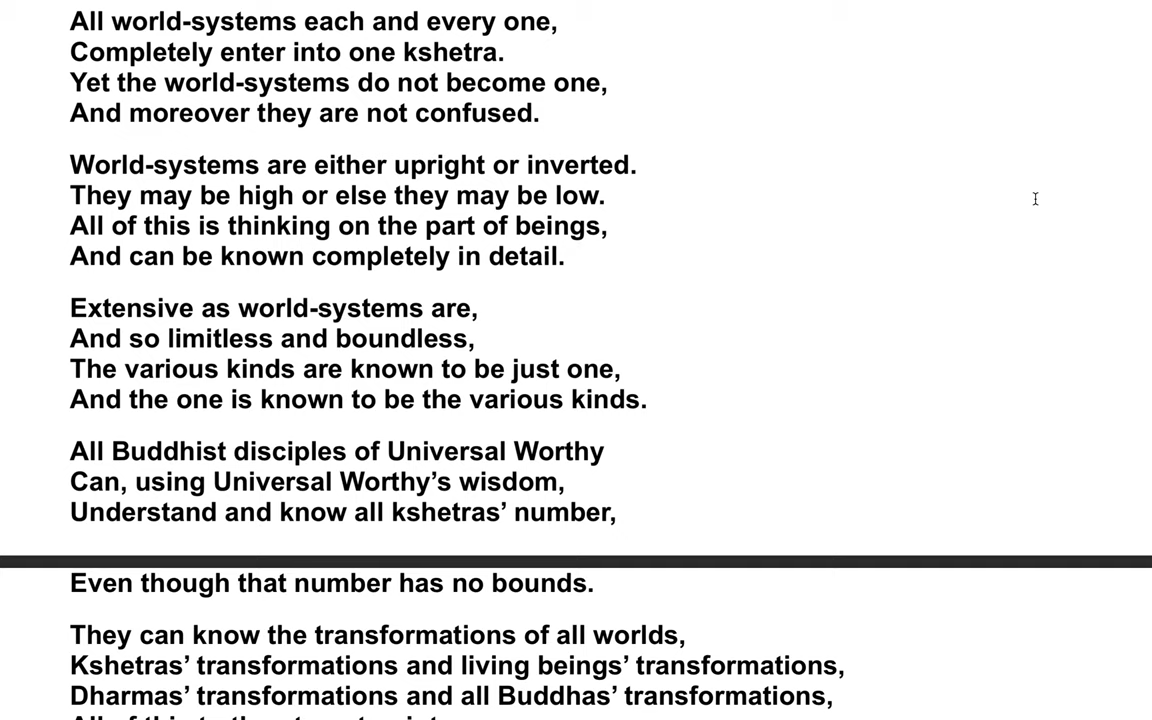 All world-systems each and every one,
Completely enter into one kshetra.
Yet the world-systems do not become one,
And moreover they are not confused.
World-systems are either upright or inverted.
They may be high or else they may be low.
All of this is thinking on the part of beings,
And can be known completely in detail.
Extensive as world-systems are,
And so limitless and boundless,
The various kinds are known to be just one,
And the one is known to be the various kinds.
All Buddhist disciples of Universal Worthy
Can, using Universal Worthy’s wisdom,
Understand and know all kshetras’ number,
Even though that number has no bounds.
They can know the transformations of all worlds,
Kshetras’ transformations and living beings’ transformations,
Dharmas’ transformations and all Buddhas’ transformations,